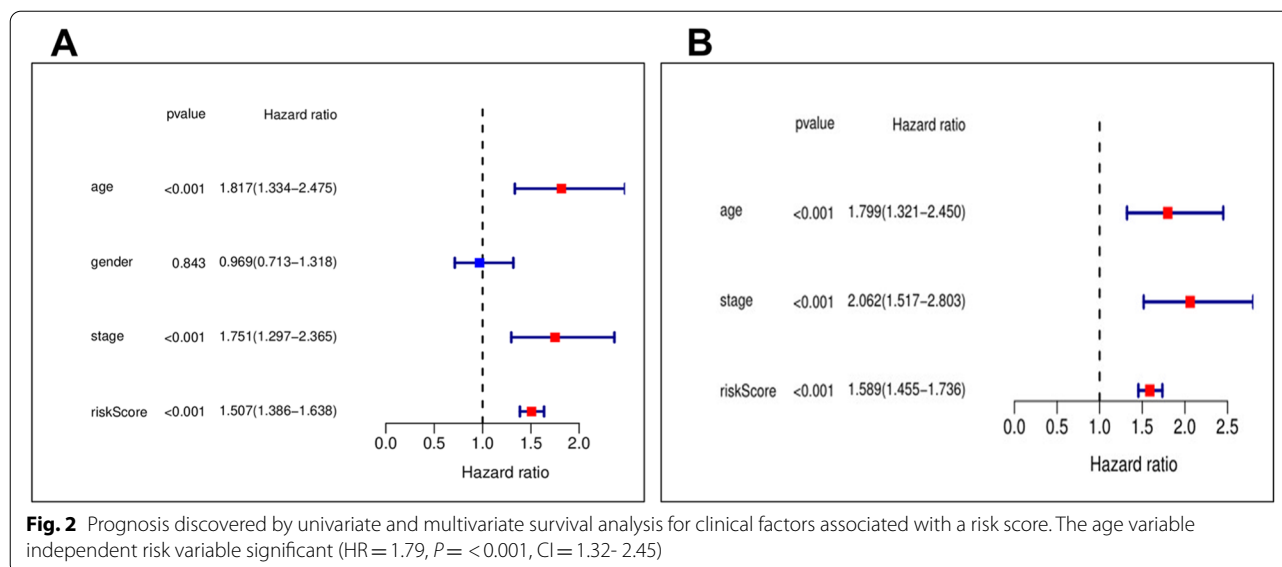 A
pvalue Hazard ratio
age <0.001 1.817(1.334−2.475)
gender 0.843 0.969(0.713−1.318)
stage <0.001 1.751(1.297−2.365)
riskScore <0.001 1.507(1.386−1.638)
0.0 0.5 1.0 1.5 2.0
Hazard ratio
B
pvalue Hazard ratio
age <0.001 1.799(1.321−2.450)
stage <0.001 2.062(1.517−2.803)
riskScore <0.001 1.589(1.455−1.736)
0.0 0.5 1.0 1.5 2.0 2.5
Hazard ratio
Fig. 2 Prognosis discovered by univariate and multivariate survival analysis for clinical factors associated with a risk score. The age variable
independent risk variable significant (HR = 1.79, P = < 0.001, CI = 1.32- 2.45)